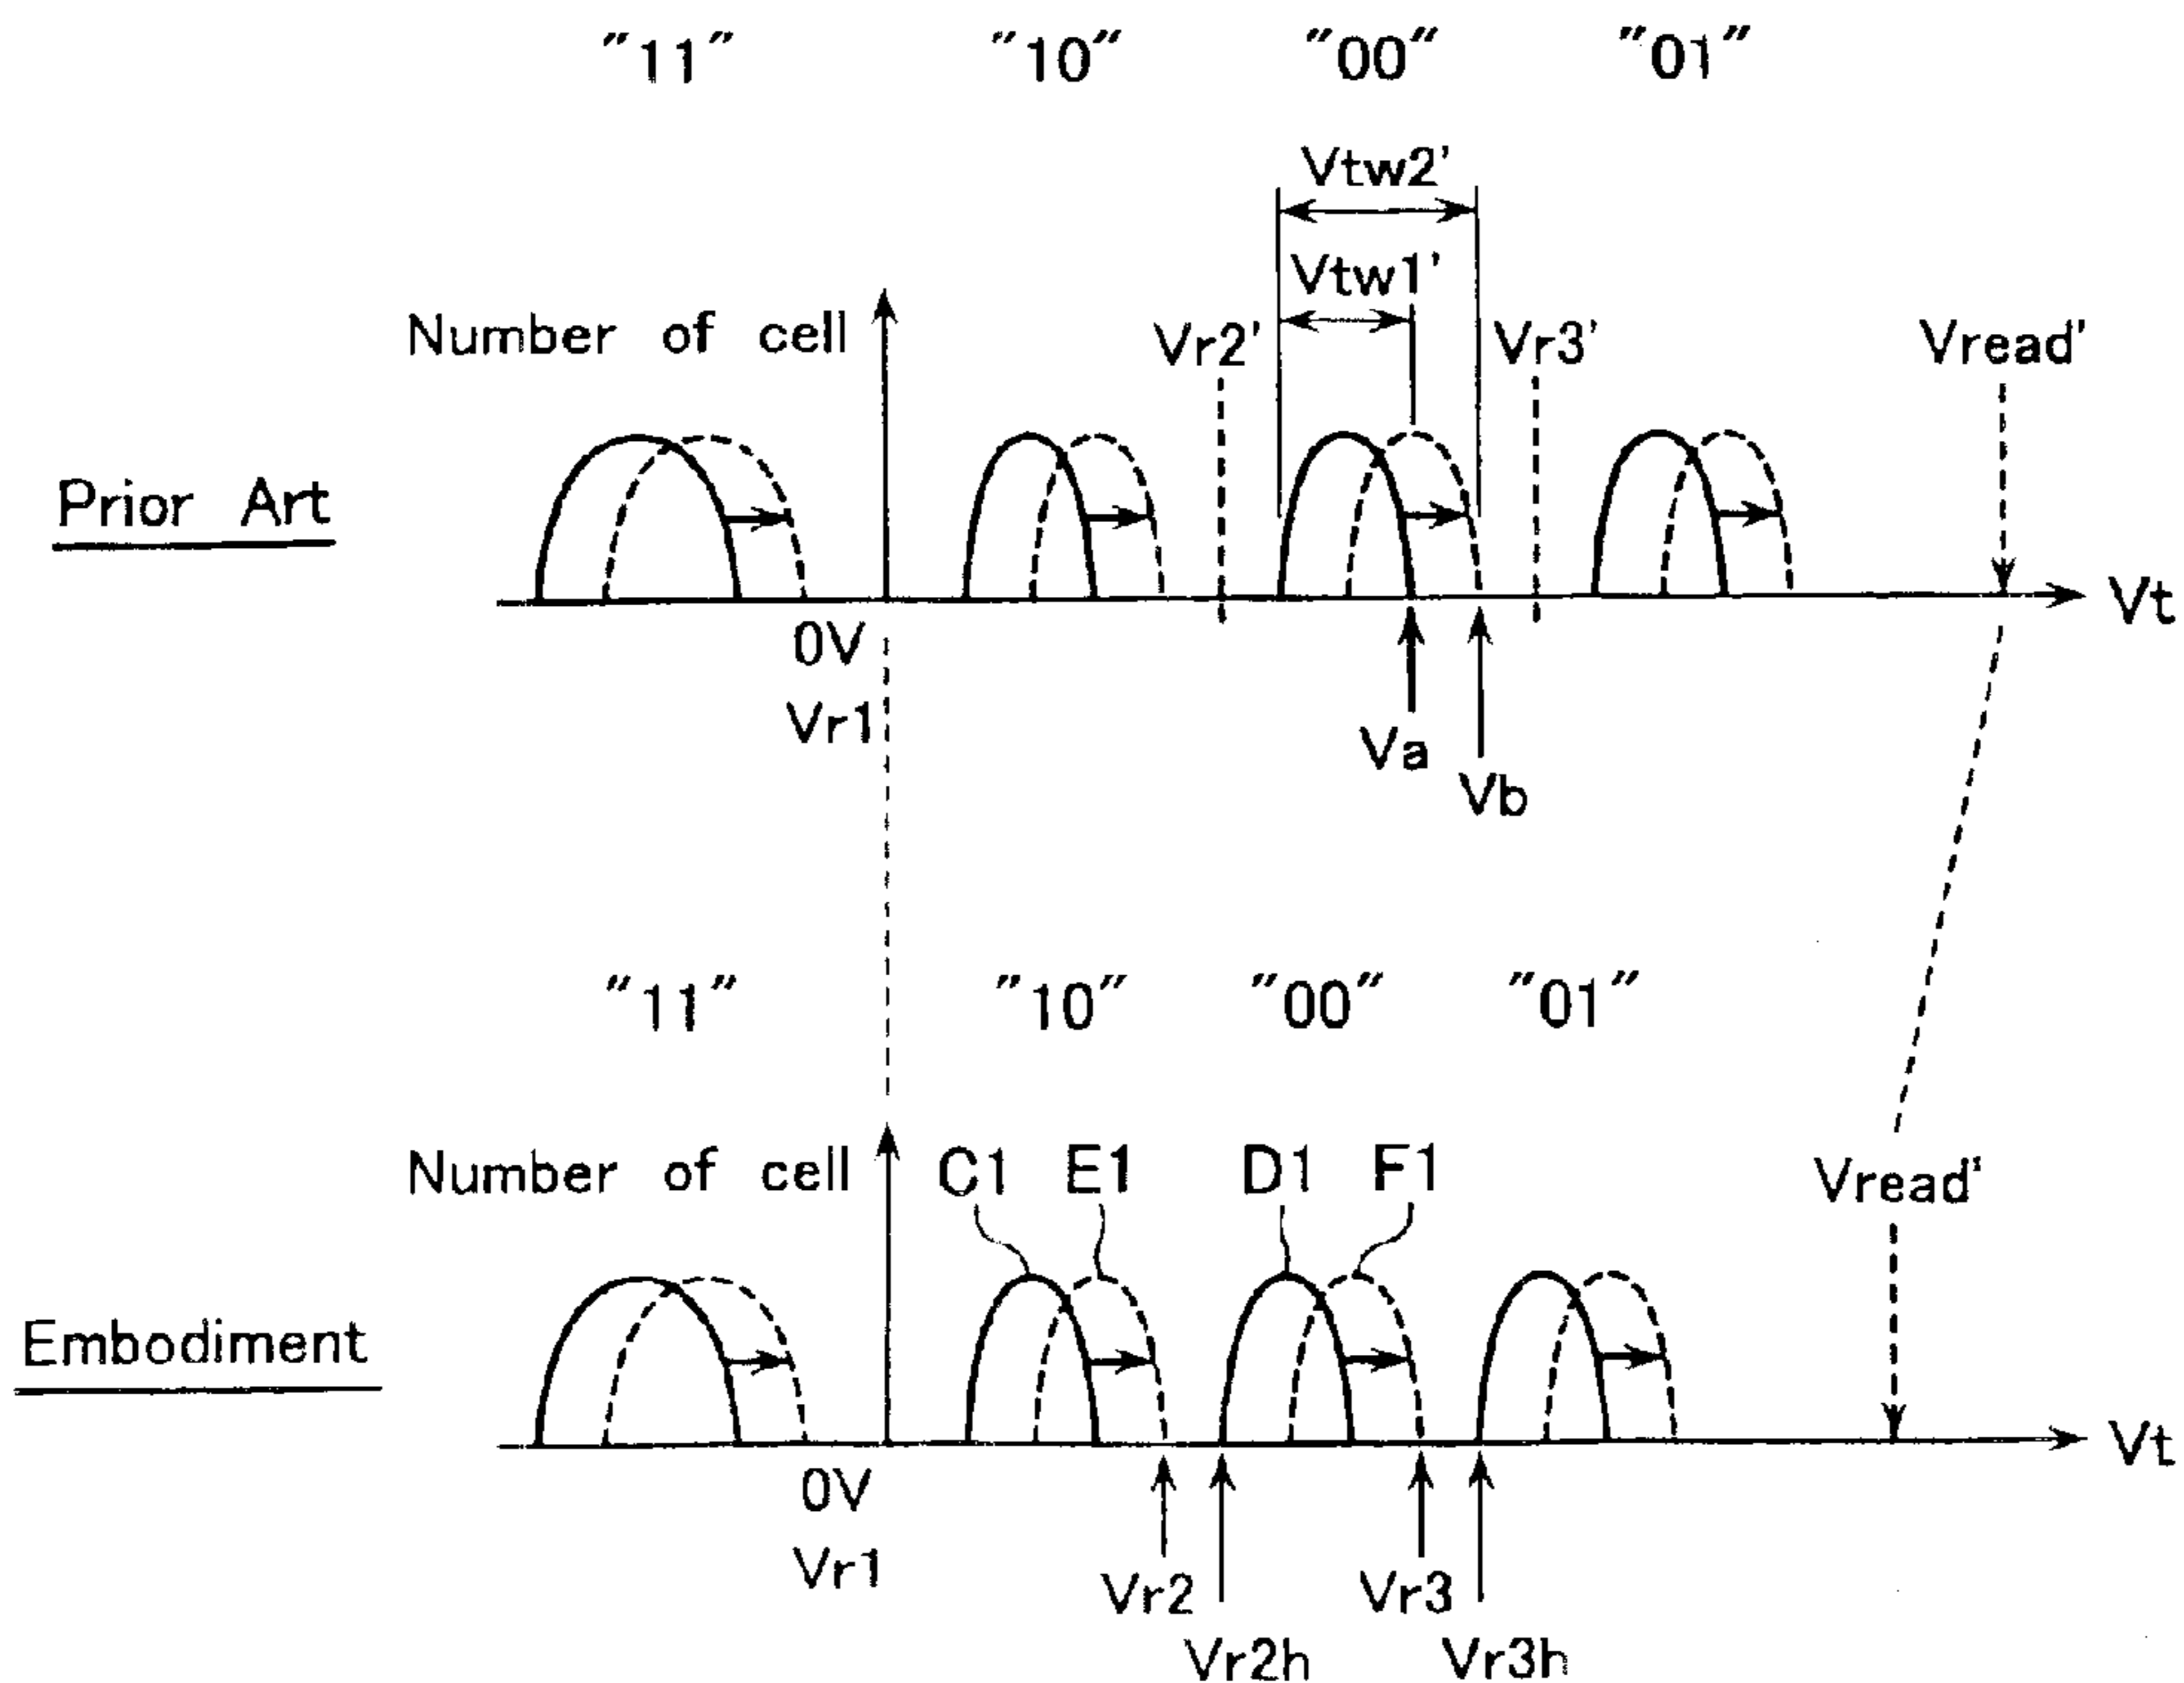 "11" "10" "00" "01"
Vtw2'
Vtw1'
Number of cell Vr2' Vr3' Vread'
Prior Art
Vt
0V
Vr1
Va
Vb
"11" "10" "00" "01"
Number of cell C1 E1 D1 F1
Vread'
Embodiment
Vt
0V
Vr1
Vr2 Vr3
Vr2h Vr3h